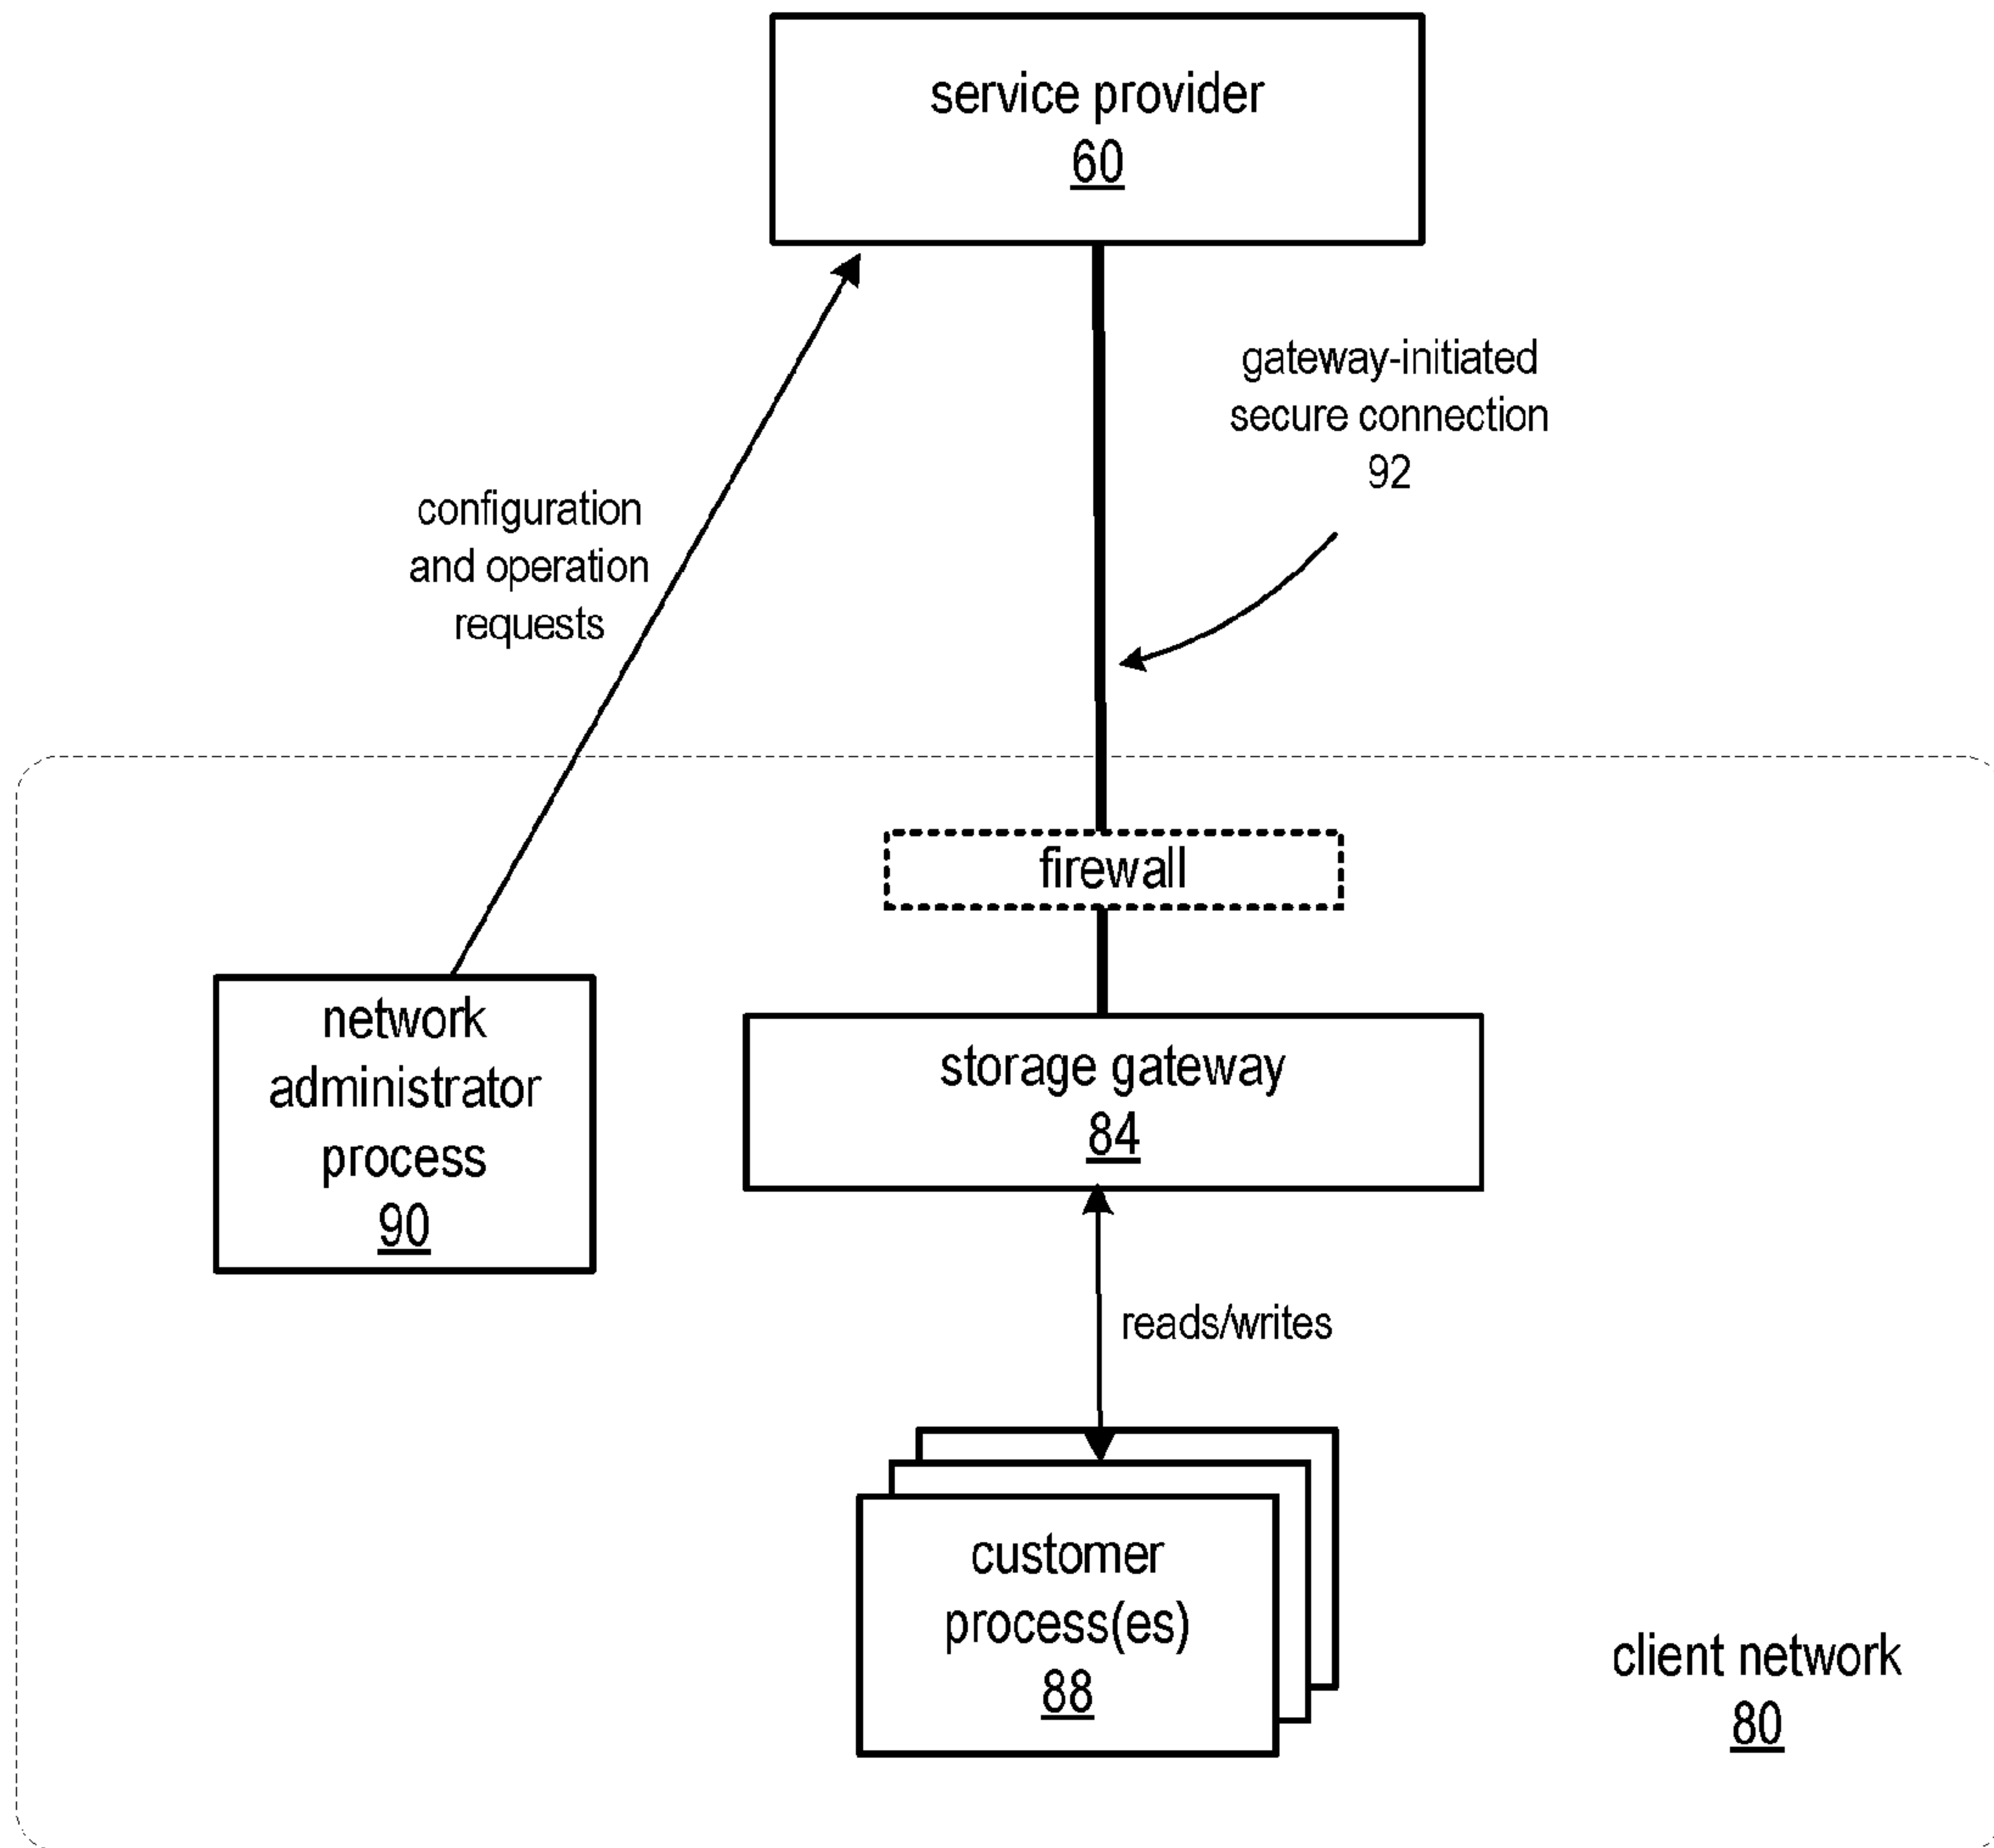 service provider
60
gateway-initiated
secure connection
92
configuration
and operation
requests
firewall
network
administrator
process
90
storage gateway
84
reads/writes
customer
process(es)
88
client network
80